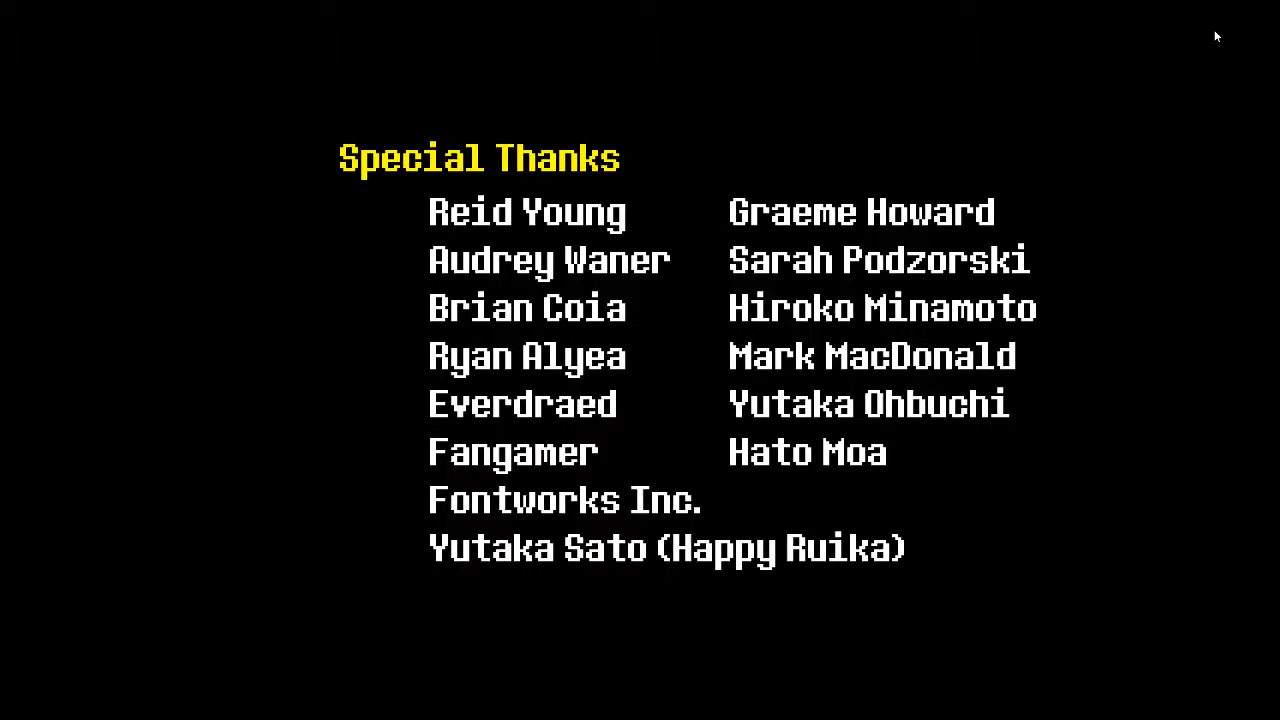 Special Thanks
Reid Young Graeme Howard
Audrey Waner Sarah Podzorski
Brian Coia Hiroko Minamoto
Ryan Alyea Mark MacDonald
Everdraed Yutaka Ohbuchi
Fangamer Hato Moa
Fontworks Inc.
Yutaka Sato (Happy Ruika)